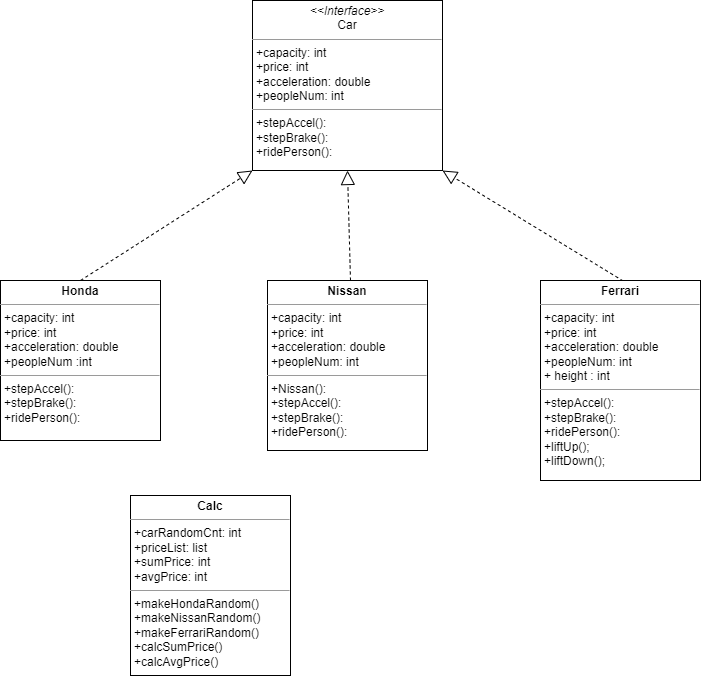 <<Interface>>
Car
+capacity: int
+price: int
+acceleration: double
+peopleNum: int
+stepAccel():
+stepBrake():
+ridePerson():
Honda
+capacity: int
+price: int
+acceleration: double
+peopleNum :int
+stepAccel():
+stepBrake():
+ridePerson():
Nissan
+capacity: int
+price: int
+acceleration: double
+peopleNum: int
+Nissan():
+stepAccel():
+stepBrake():
+ridePerson():
Ferrari
+capacity: int
+price: int
+acceleration: double
+peopleNum: int
+ height : int
+stepAccel():
+stepBrake():
+ridePerson():
+liftUp();
+liftDown();
Calc
+carRandomCnt: int
+priceList: list
+sumPrice: int
+avgPrice: int
+makeHondaRandom()
+makeNissanRandom()
+makeFerrariRandom()
+calcSumPrice()
+calcAvgPrice()